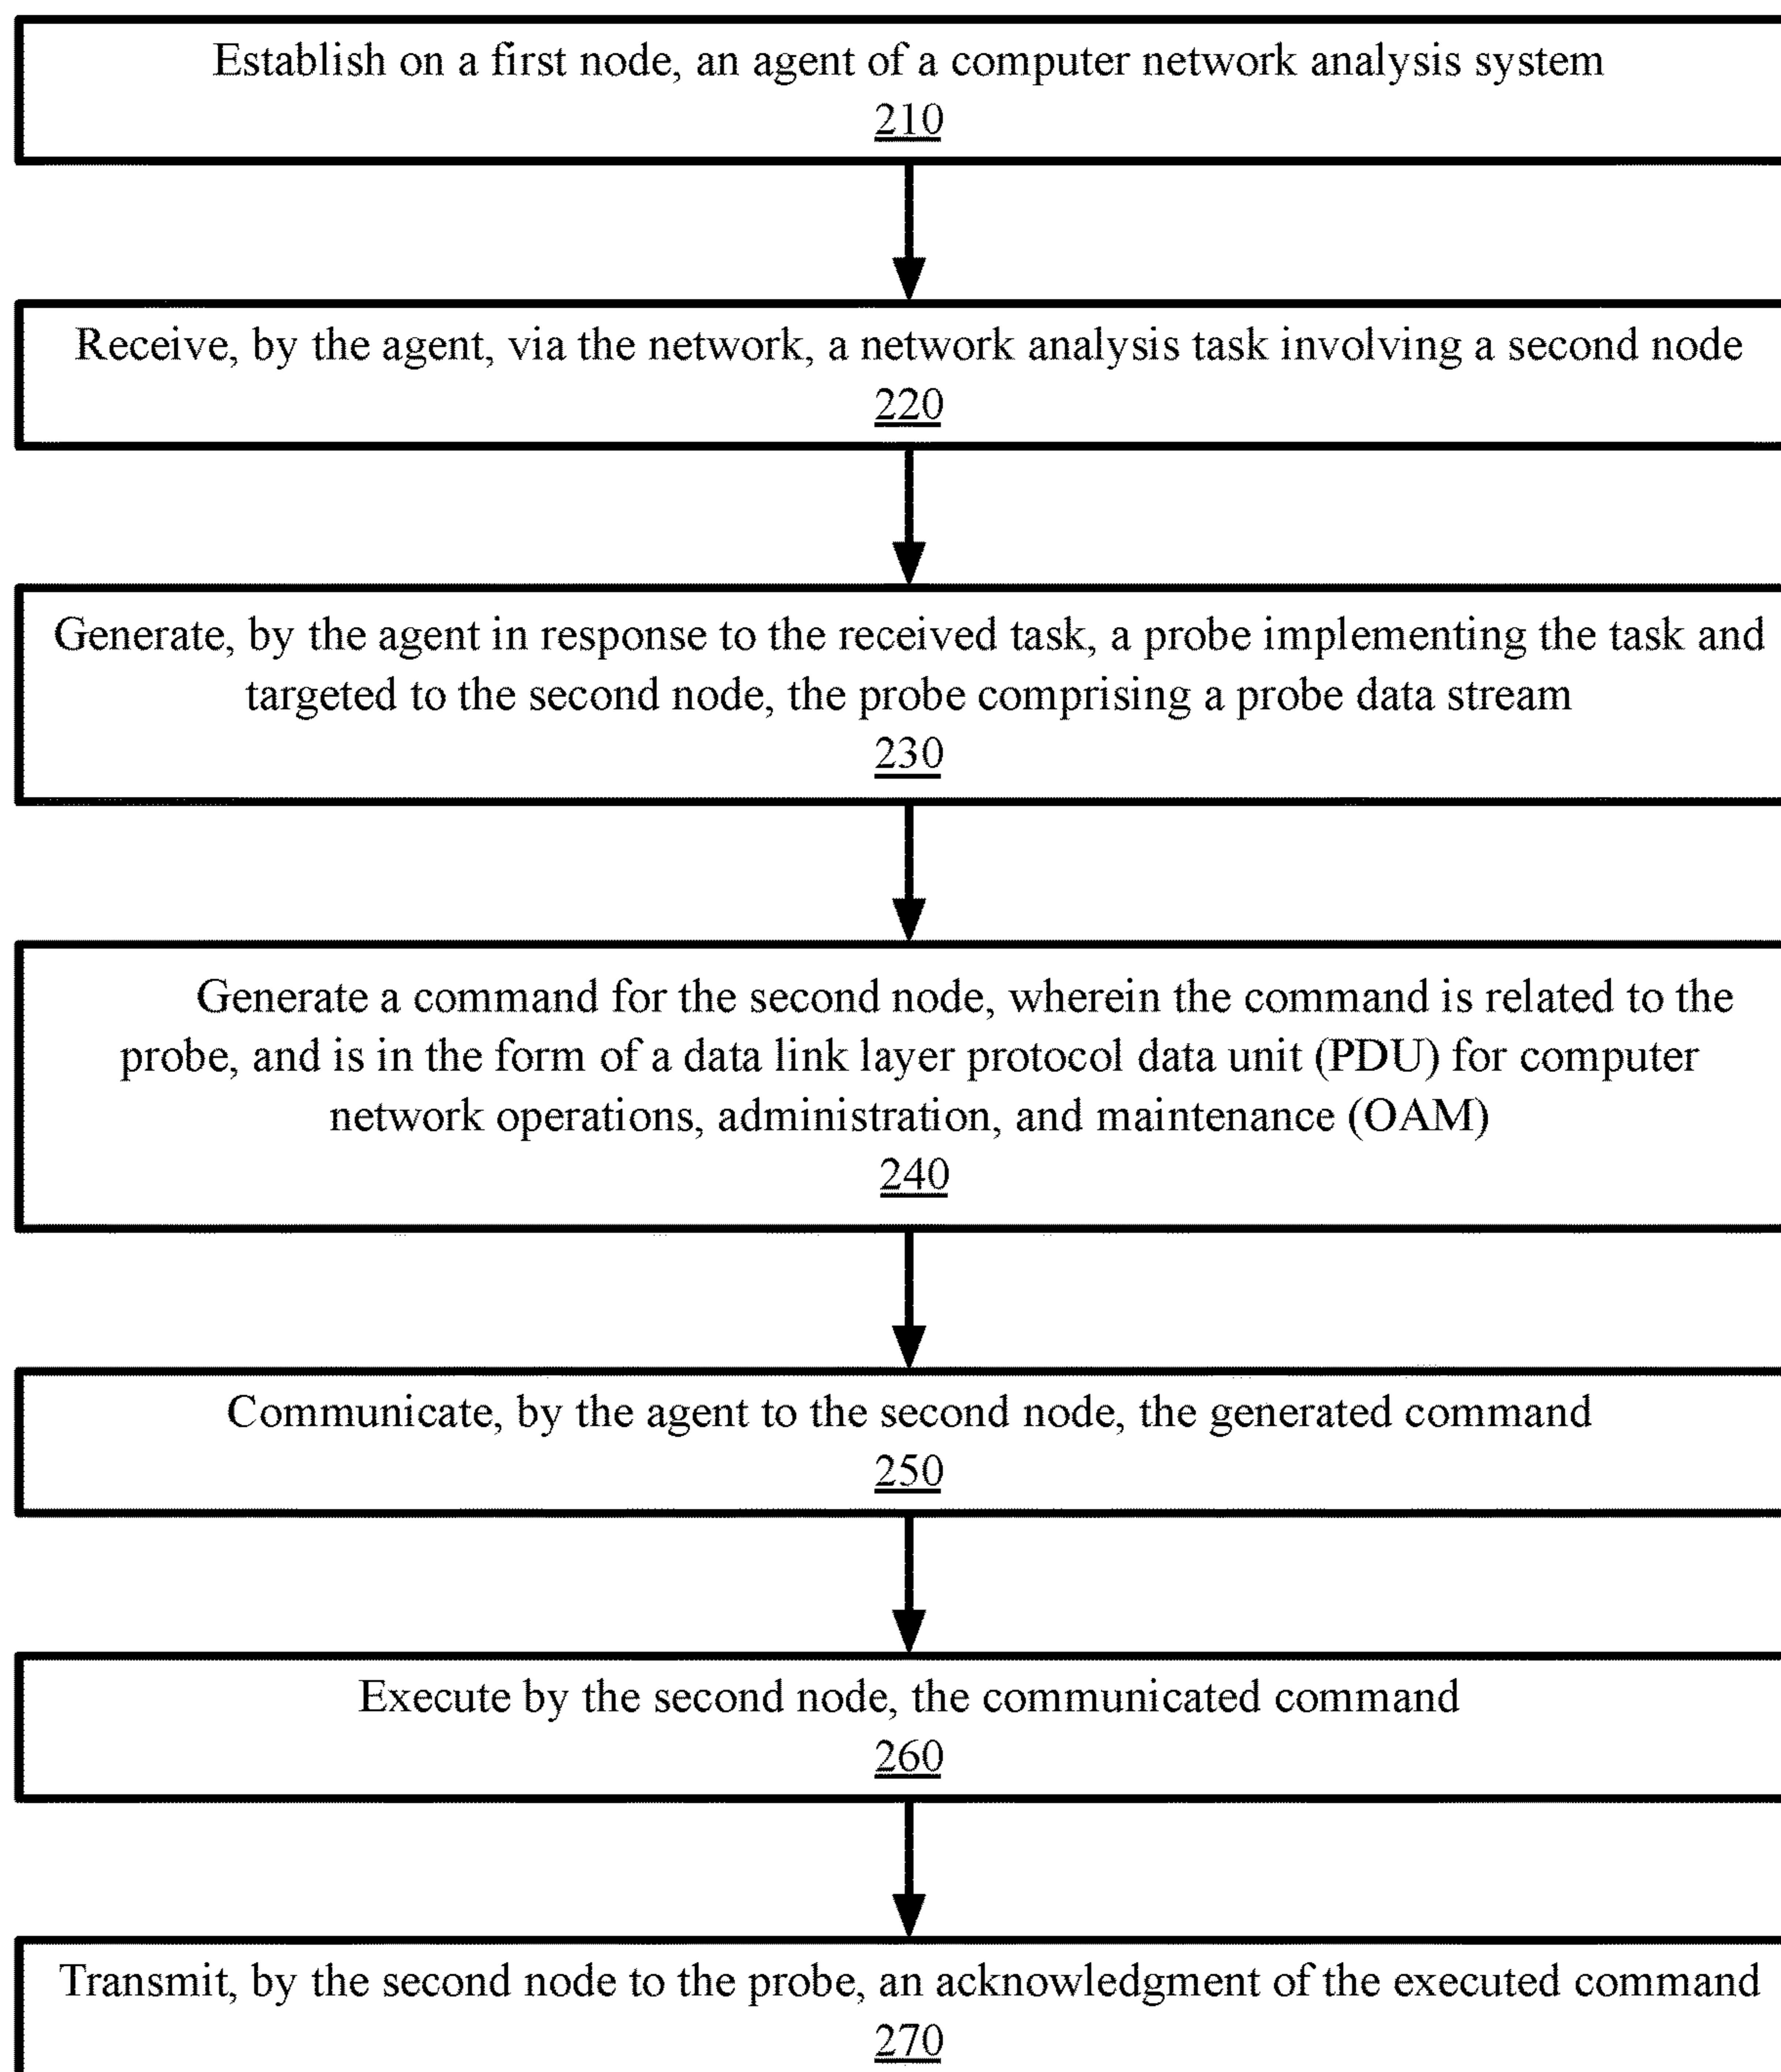 Establish on a first node, an agent of a computer network analysis system
210
Receive, by the agent, via the network, a network analysis task involving a second node
220
Generate, by the agent in response to the received task, a probe implementing the task and
targeted to the second node, the probe comprising a probe data stream
230
Generate a command for the second node, wherein the command is related to the
probe, and is in the form of a data link layer protocol data unit (PDU) for computer
network operations, administration, and maintenance (OAM)
240
Communicate, by the agent to the second node, the generated command
250
Execute by the second node, the communicated command
260
Transmit, by the second node to the probe, an acknowledgment of the executed command
270